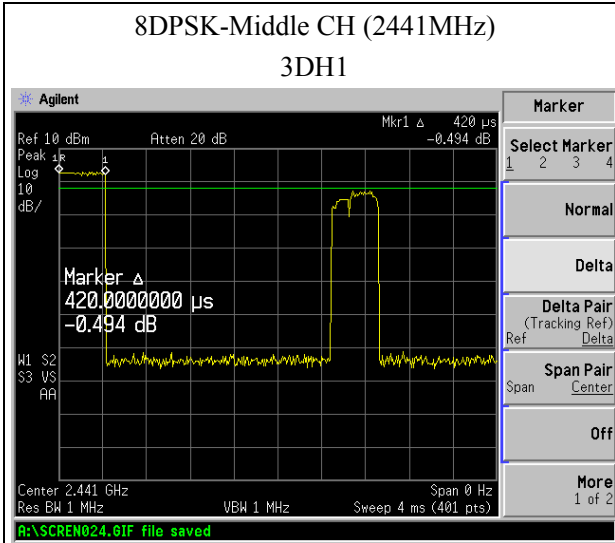 8DPSK-Middle CH (2441MHz)
3DH1
Agilent
Marker
Mkr1 Δ 420 µs
Ref 10 dBm Atten 20 dB -0.494 dB
Peak
Log
10
dB/
1R
1
Marker Δ
420.0000000 µs
-0.494 dB
W1 S2
S3 VS
AA
Center 2.441 GHz Span 0 Hz
Res BW 1 MHz VBW 1 MHz Sweep 4 ms (401 pts)
A:\SCREN024.GIF file saved
Select Marker
1 2 3 4
Normal
Delta
Delta Pair
(Tracking Ref)
Ref Delta
Span Pair
Span Center
Off
More
1 of 2